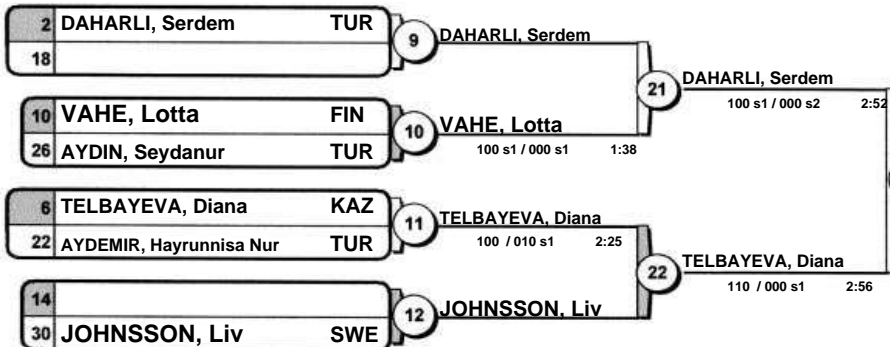 2 DAHARLI, Serdem TUR
18
9 DAHARLI, Serdem
10 VAHE, Lotta FIN
26 AYDIN, Seydanur TUR
10 VAHE, Lotta
100 s1 / 000 s1 1:38
21 DAHARLI, Serdem
100 s1 / 000 s2 2:52
6 TELBAYEVA, Diana KAZ
22 AYDEMIR, Hayrunnisa Nur TUR
11 TELBAYEVA, Diana
100 / 010 s1 2:25
14
30 JOHNSSON, Liv SWE
12 JOHNSSON, Liv
22 TELBAYEVA, Diana
110 / 000 s1 2:56